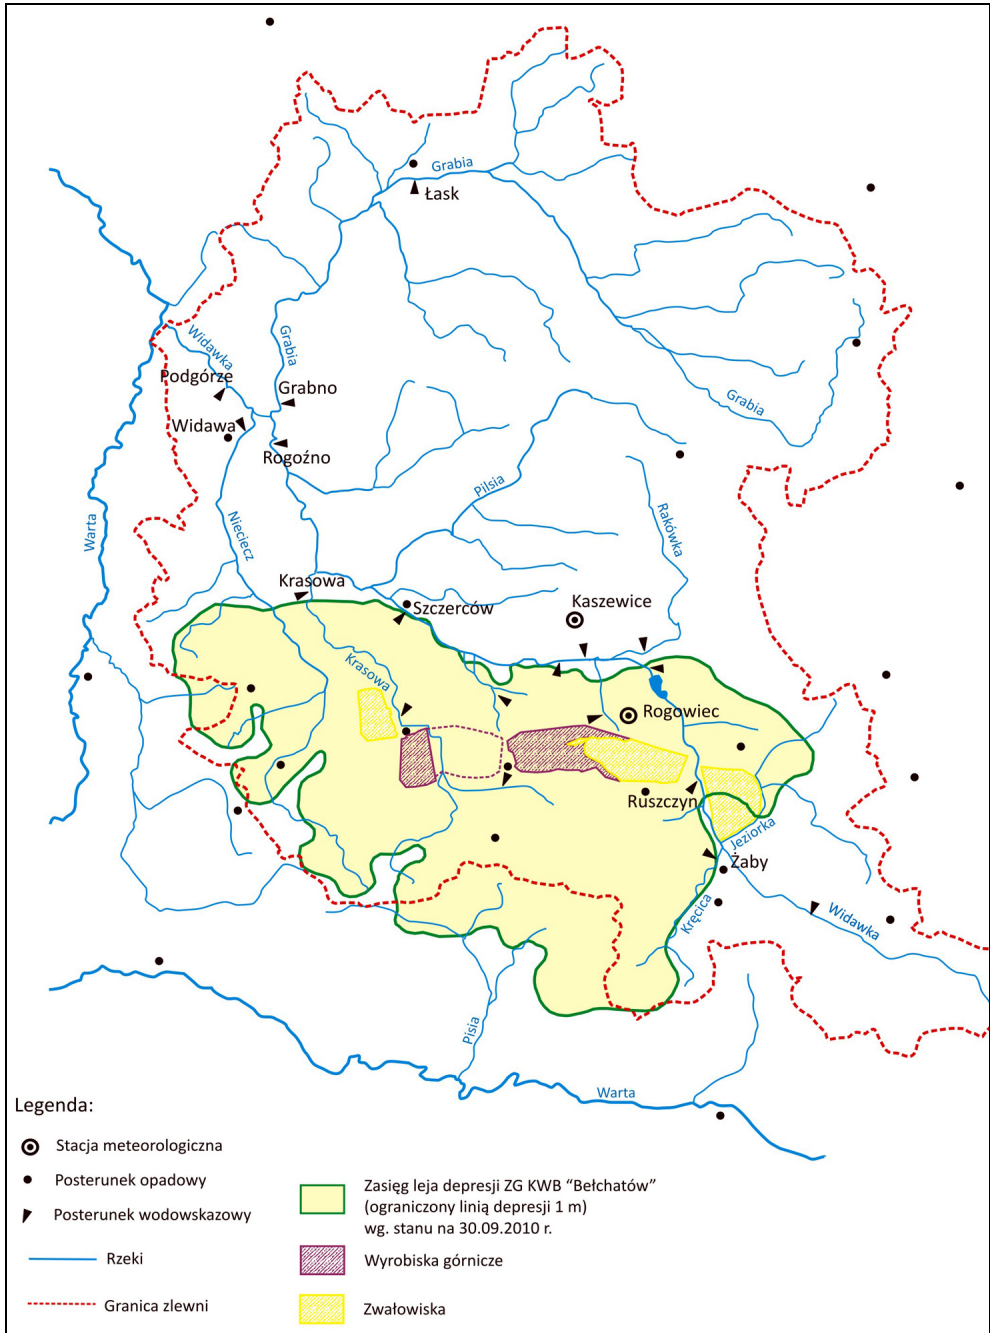 Grabia
Łask
Widawka
Grabia
Podgórze
Grabno
Grabia
Widawa
Rogoźno
Pilsia
Warta
Nieciecz
Rakówka
Krasowa
Szczerców
Kaszewice
Krasowa
Rogowiec
Ruszczyn
Jeziorka
Żaby
Kręcica
Widawka
Pisia
Warta
Legenda:
Stacja meteorologiczna
Posterunek opadowy
Posterunek wodowskazowy
Rzeki
Granica zlewni
Zasięg leja depresji ZG KWB “Bełchatów”
(ograniczony linią depresji 1 m)
wg. stanu na 30.09.2010 r.
Wyrobiska górnicze
Zwałowiska